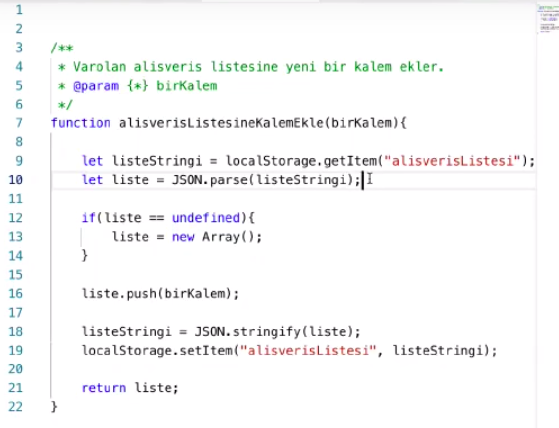 1
2
3 /**
4  * Varolan alisveris listesine yeni bir kalem ekler.
5  * @param {*} birKalem
6  */
7 function alisverisListesineKalemEkle(birKalem){
8
9     let listeStringi = localStorage.getItem("alisverisListesi");
10     let liste = JSON.parse(listeStringi);
11
12     if(liste == undefined){
13         liste = new Array();
14     }
15
16     liste.push(birKalem);
17
18     listeStringi = JSON.stringify(liste);
19     localStorage.setItem("alisverisListesi", listeStringi);
20
21     return liste;
22 }